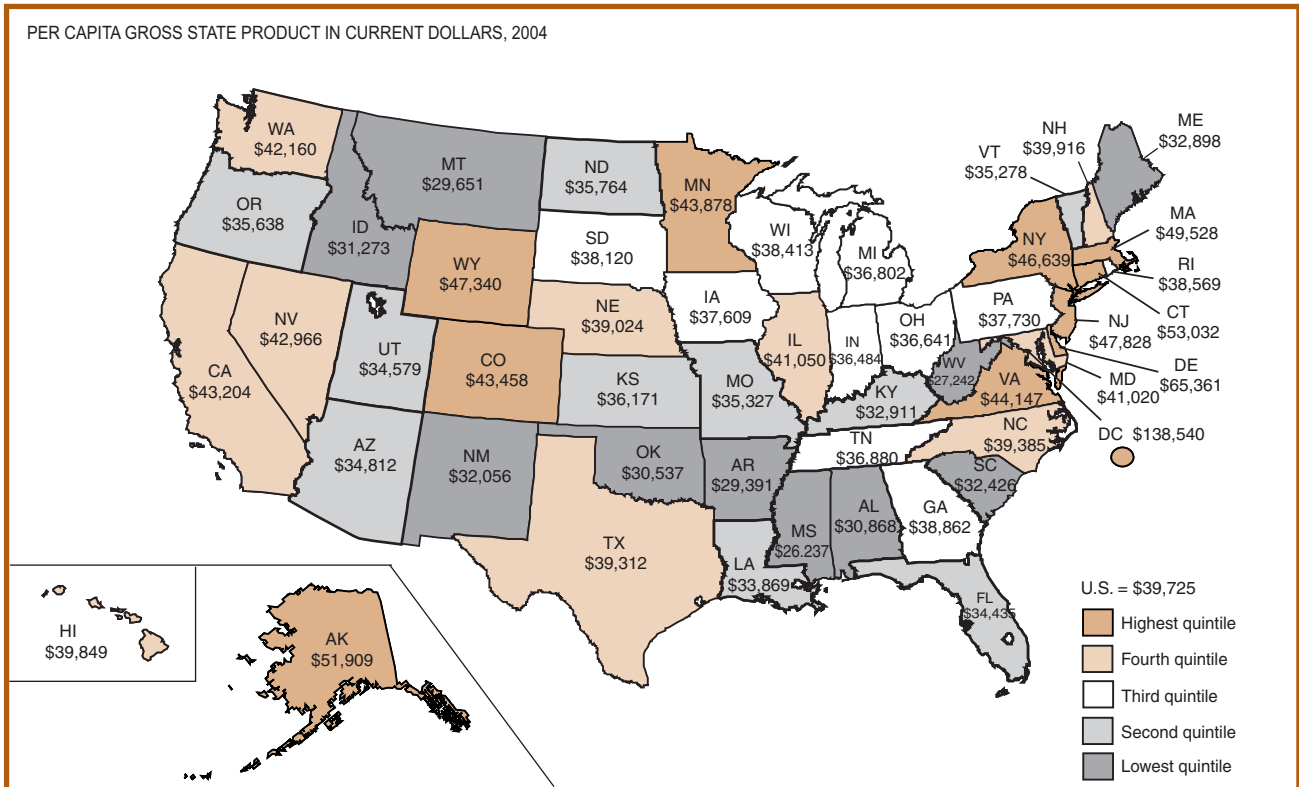 PER CAPITA GROSS STATE PRODUCT IN CURRENT DOLLARS, 2004
WA
$42,160
OR
$35,638
CA
$43,204
NV
$42,966
ID
$31,273
MT
$29,651
WY
$47,340
UT
$34,579
CO
$43,458
AZ
$34,812
NM
$32,056
ND
$35,764
SD
$38,120
NE
$39,024
KS
$36,171
OK
$30,537
TX
$39,312
MN
$43,878
IA
$37,609
MO
$35,327
AR
$29,391
LA
$33,869
WI
$38,413
IL
$41,050
MI
$36,802
IN
$36,484
OH
$36,641
KY
$32,911
TN
$36,880
MS
$26.237
AL
$30,868
GA
$38,862
FL
$34,435
SC
$32,426
NC
$39,385
VA
$44,147
WV
$27,242
PA
$37,730
NY
$46,639
VT
$35,278
NH
$39,916
ME
$32,898
MA
$49,528
RI
$38,569
CT
$53,032
NJ
$47,828
DE
$65,361
MD
$41,020
DC $138,540
HI
$39,849
AK
$51,909
U.S. = $39,725
Highest quintile
Fourth quintile
Third quintile
Second quintile
Lowest quintile